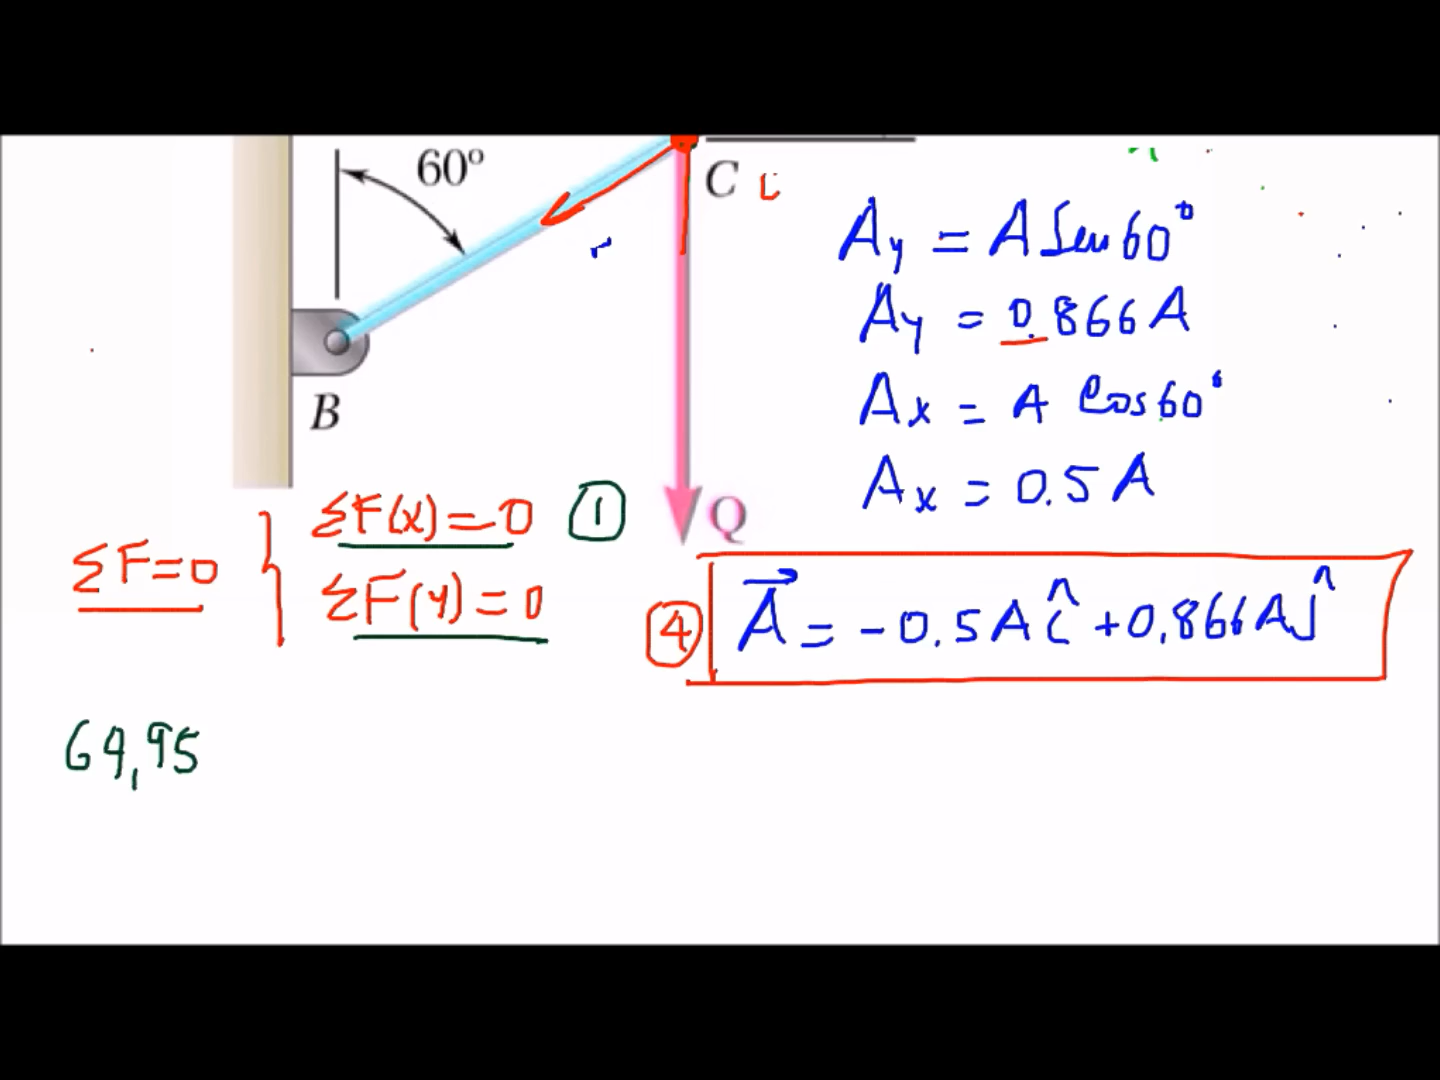 60°
C
B
Q
Ay = A Sen 60°
Ay = 0.866 A
Ax = A Cos 60°
Ax = 0.5 A
ΣF=0 { ΣF(x)=0 ①
ΣF(y)=0
④ A⃗ = -0.5A î + 0.866A ĵ
64,95